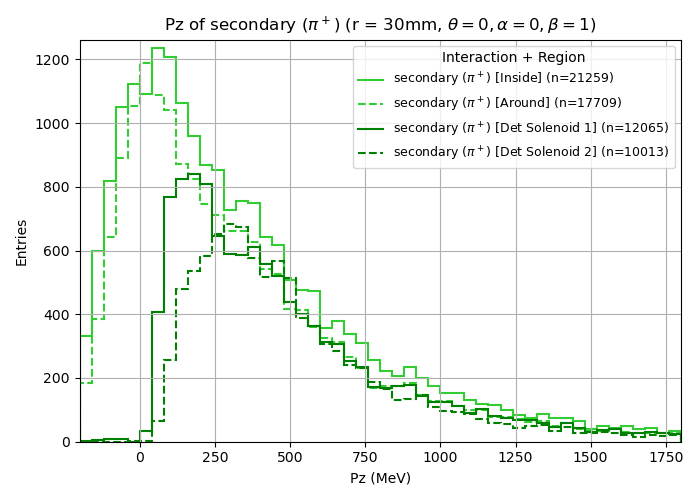 Pz of secondary (π⁺) (r = 30mm, θ = 0, α = 0, β = 1)
Interaction + Region
secondary (π⁺) [Inside] (n=21259)
secondary (π⁺) [Around] (n=17709)
secondary (π⁺) [Det Solenoid 1] (n=12065)
secondary (π⁺) [Det Solenoid 2] (n=10013)
Entries
1200
1000
800
600
400
200
0
0 250 500 750 1000 1250 1500 1750
Pz (MeV)